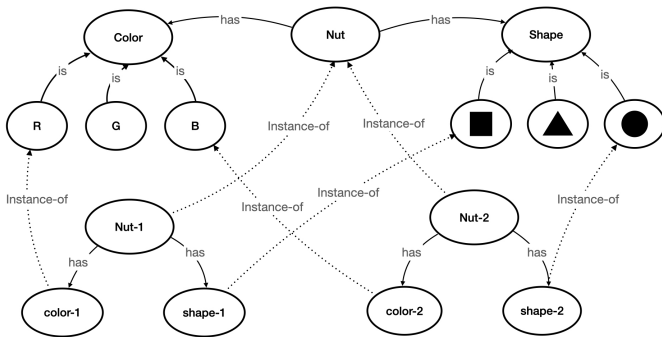 Color
has
Nut
has
Shape
is
is
is
is
is
is
R
G
B
Instance-of
Instance-of
Instance-of
Instance-of
Instance-of
Instance-of
Nut-1
Nut-2
has
has
has
has
color-1
shape-1
color-2
shape-2